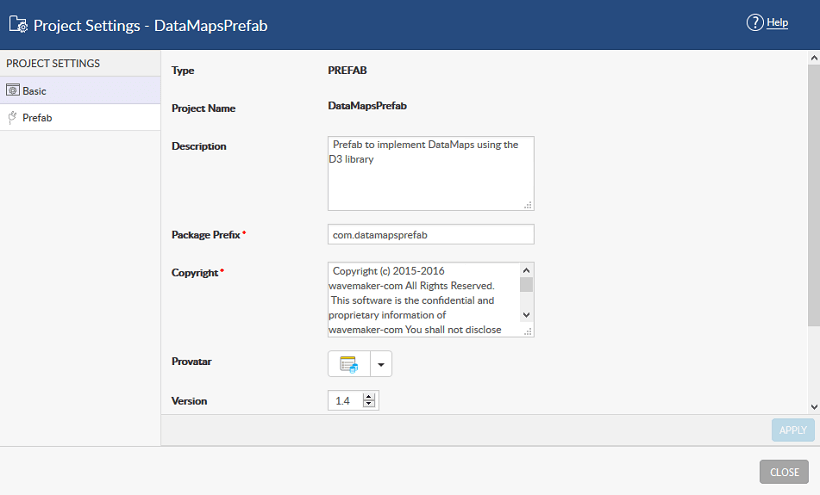 Project Settings - DataMapsPrefab
Help
PROJECT SETTINGS
Basic
Prefab
Type PREFAB
Project Name DataMapsPrefab
Description Prefab to implement DataMaps using the
D3 library
Package Prefix * com.datamapsprefab
Copyright * Copyright (c) 2015-2016
wavemaker-com All Rights Reserved.
This software is the confidential and
proprietary information of
wavemaker-com You shall not disclose
Provatar
Version 1.4
APPLY
CLOSE